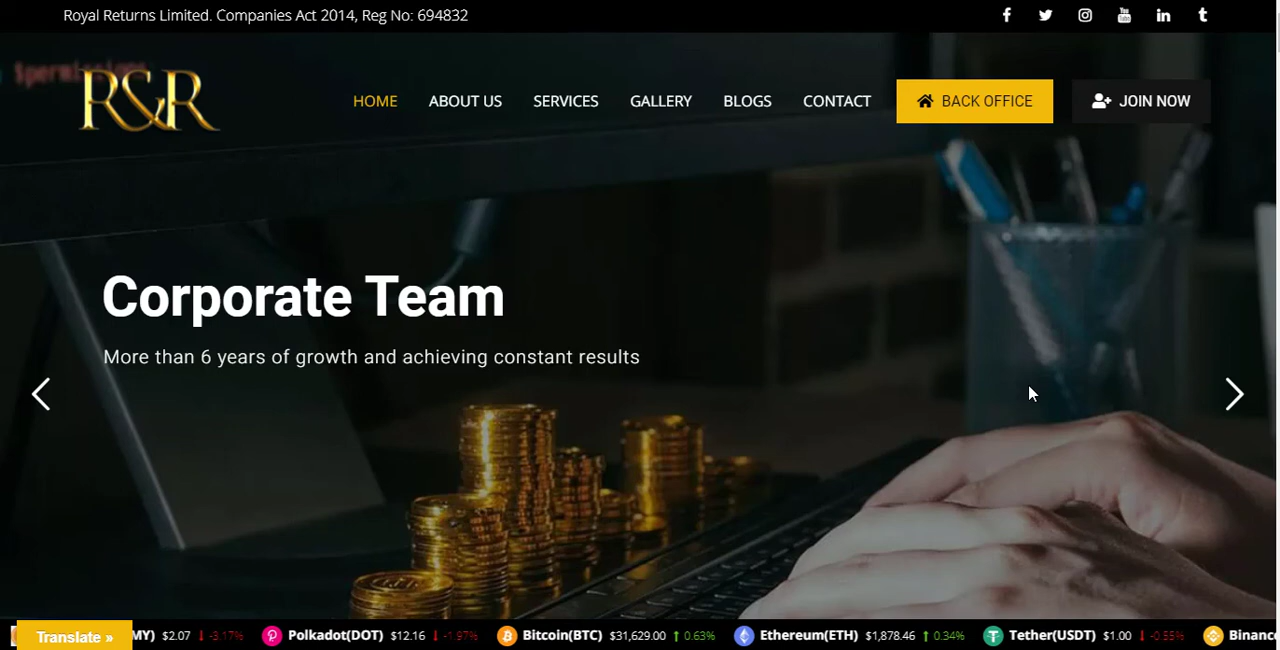 Royal Returns Limited. Companies Act 2014, Reg No: 694832
R&R
HOME ABOUT US SERVICES GALLERY BLOGS CONTACT BACK OFFICE JOIN NOW
Corporate Team
More than 6 years of growth and achieving constant results
Translate » MY) $2.07 -3.17% Polkadot(DOT) $12.16 -1.97% Bitcoin(BTC) $31,629.00 0.63% Ethereum(ETH) $1,878.46 0.34% Tether(USDT) $1.00 -0.55% Binanc